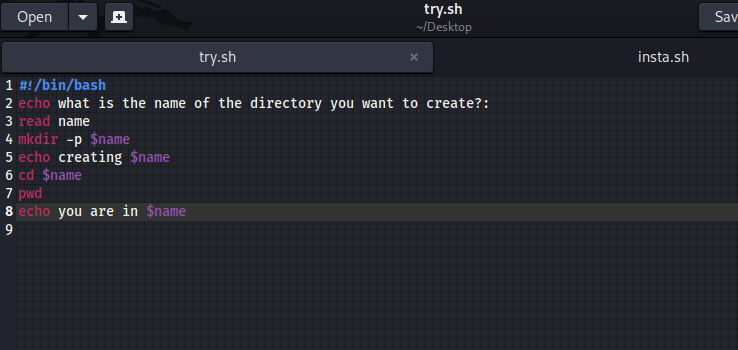 Open
try.sh
~/Desktop
try.sh ×
insta.sh
1 #!/bin/bash
2 echo what is the name of the directory you want to create?:
3 read name
4 mkdir -p $name
5 echo creating $name
6 cd $name
7 pwd
8 echo you are in $name
9